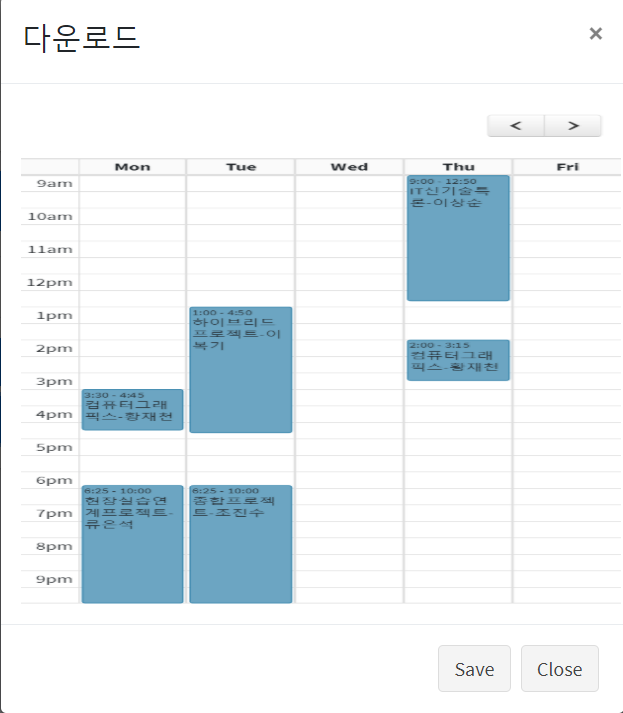 다운로드
×
< >
Mon Tue Wed Thu Fri
9am
10am
11am
12pm
1pm
2pm
3pm
4pm
5pm
6pm
7pm
8pm
9pm
3:30 - 4:45
컴퓨터그래
픽스-황재천
6:25 - 10:00
현장실습연
계프로젝트-
류은석
1:00 - 4:50
하이브리드
프로젝트-이
복기
6:25 - 10:00
종합프로젝
트-조진수
9:00 - 12:50
IT신기술특
론-이상순
2:00 - 3:15
컴퓨터그래
픽스-황재천
Save Close